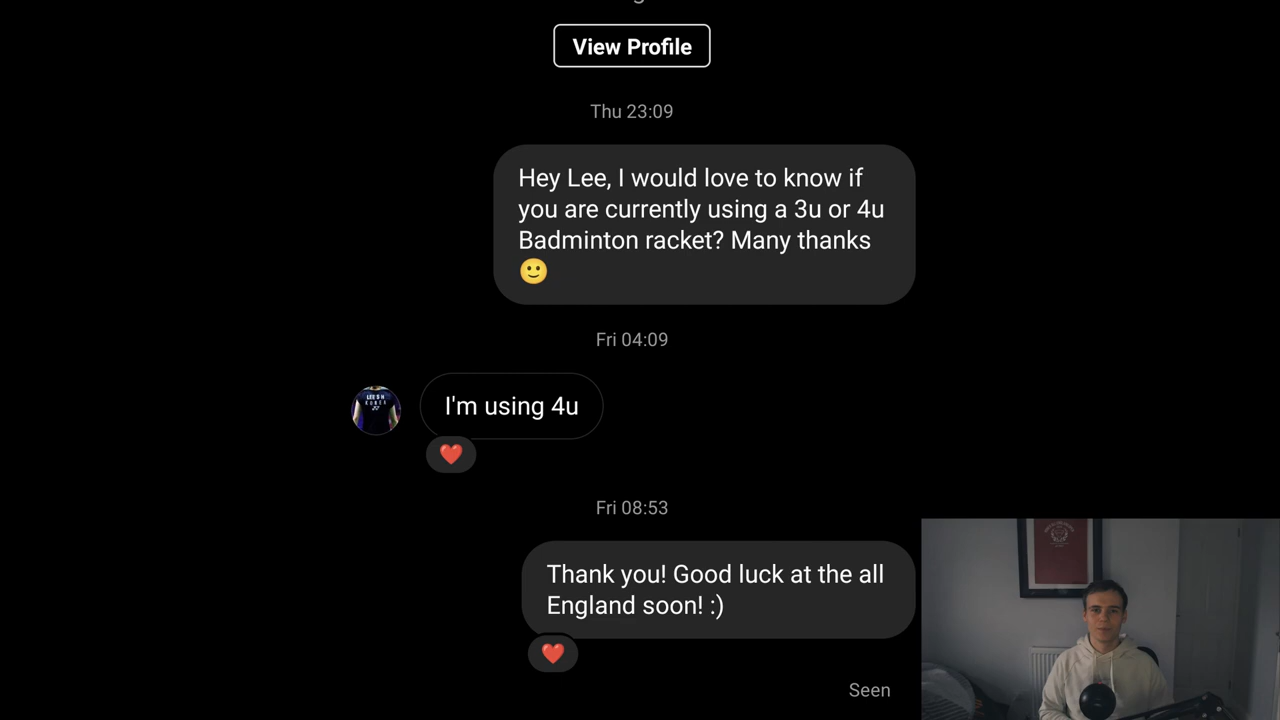 View Profile
Thu 23:09
Hey Lee, I would love to know if
you are currently using a 3u or 4u
Badminton racket? Many thanks
🙂
Fri 04:09
LEE S H
KOREA
I'm using 4u
❤️
Fri 08:53
Thank you! Good luck at the all
England soon! :)
❤️
Seen